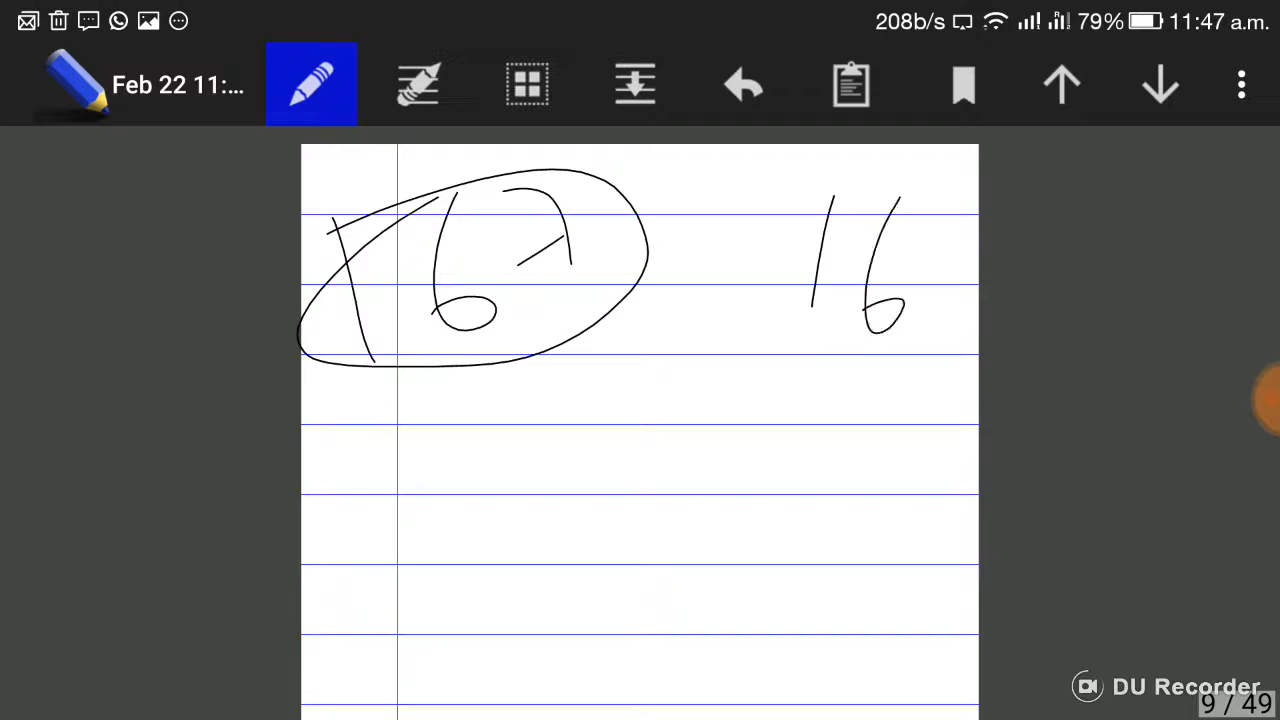 208b/s 79% 11:47 a.m.
Feb 22 11:...
167 16
DU Recorder
9 / 49